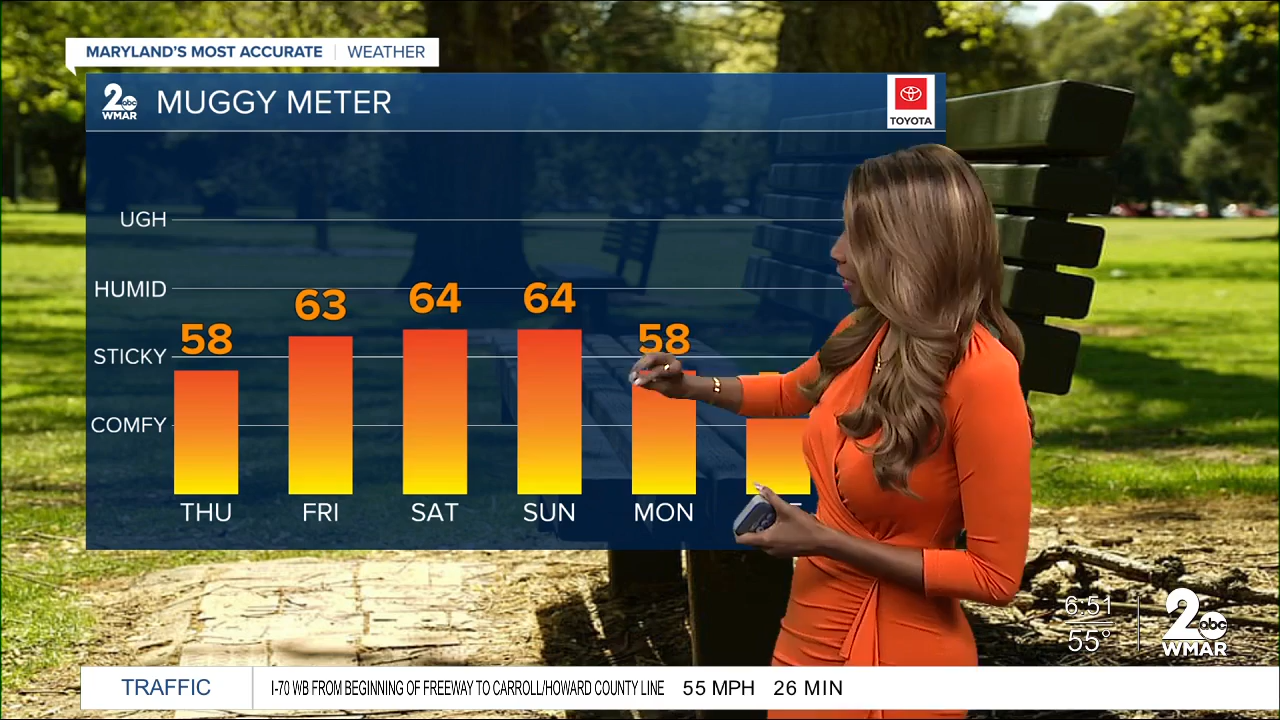 MARYLAND'S MOST ACCURATE | WEATHER
2 abc WMAR
MUGGY METER
TOYOTA
UGH
HUMID
STICKY
COMFY
58
63
64
64
58
THU
FRI
SAT
SUN
MON
6:51
55°
2 abc
WMAR
TRAFFIC
I-70 WB FROM BEGINNING OF FREEWAY TO CARROLL/HOWARD COUNTY LINE 55 MPH 26 MIN